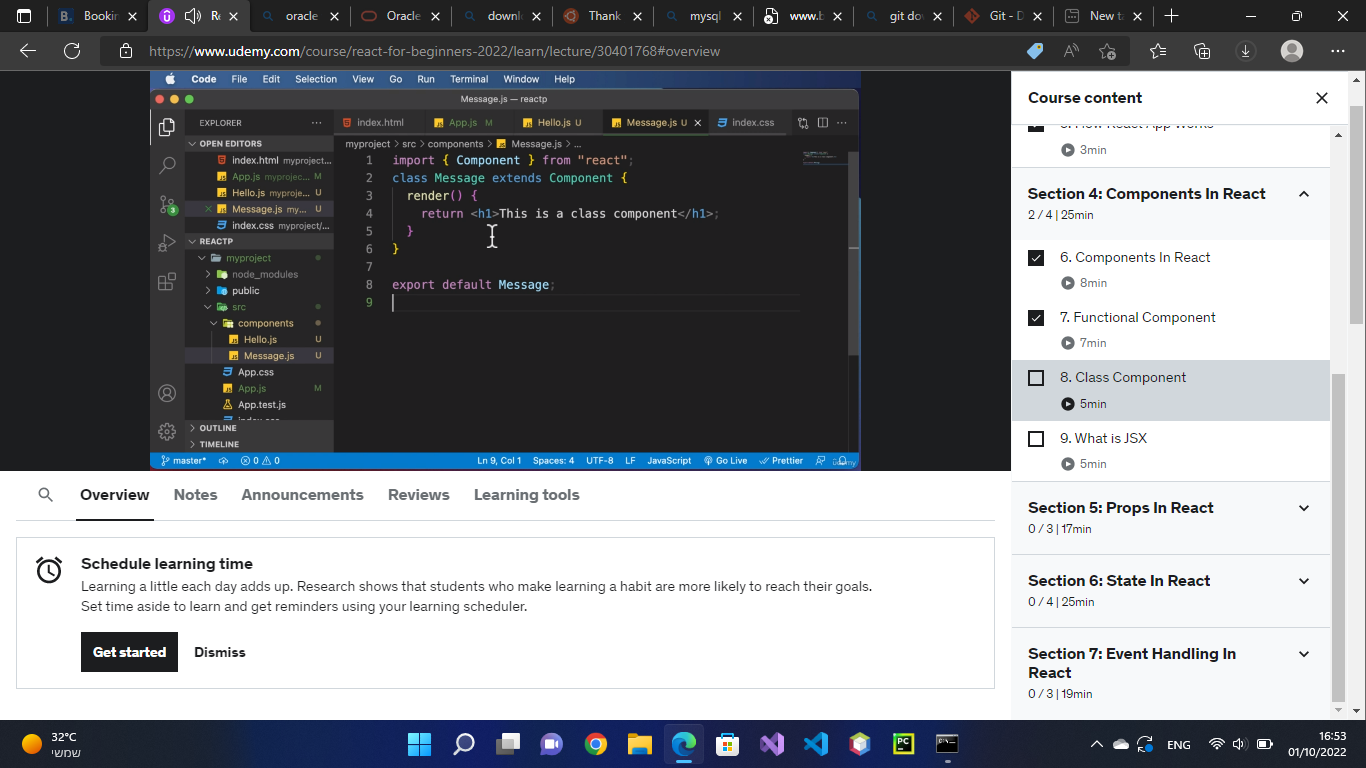 Bookin
Re
oracle
Oracle
downl
Thank
mysql
www.b
git do
Git - D
New ta
https://www.udemy.com/course/react-for-beginners-2022/learn/lecture/30401768#overview
Code File Edit Selection View Go Run Terminal Window Help
Message.js — reactp
EXPLORER
index.html
App.js M
Hello.js U
Message.js U
index.css
OPEN EDITORS
index.html myproject...
App.js myprojec... M
Hello.js myproje... U
Message.js my... U
index.css myproject/...
REACTP
myproject
node_modules
public
src
components
Hello.js U
Message.js U
App.css
App.js M
App.test.js
index.css
OUTLINE
TIMELINE
myproject > src > components > Message.js > ...
1 import { Component } from "react";
2 class Message extends Component {
3 render() {
4 return <h1>This is a class component</h1>;
5 }
6 }
7
8 export default Message;
9
master* 0 0 Ln 9, Col 1 Spaces: 4 UTF-8 LF JavaScript Go Live Prettier
Udemy
Course content
5. How React App Works
3min
Section 4: Components In React
2 / 4 | 25min
6. Components In React
8min
7. Functional Component
7min
8. Class Component
5min
9. What is JSX
5min
Section 5: Props In React
0 / 3 | 17min
Section 6: State In React
0 / 4 | 25min
Section 7: Event Handling In
React
0 / 3 | 19min
Overview Notes Announcements Reviews Learning tools
Schedule learning time
Learning a little each day adds up. Research shows that students who make learning a habit are more likely to reach their goals.
Set time aside to learn and get reminders using your learning scheduler.
Get started Dismiss
32°C
שמשי
PC
ENG
16:53
01/10/2022